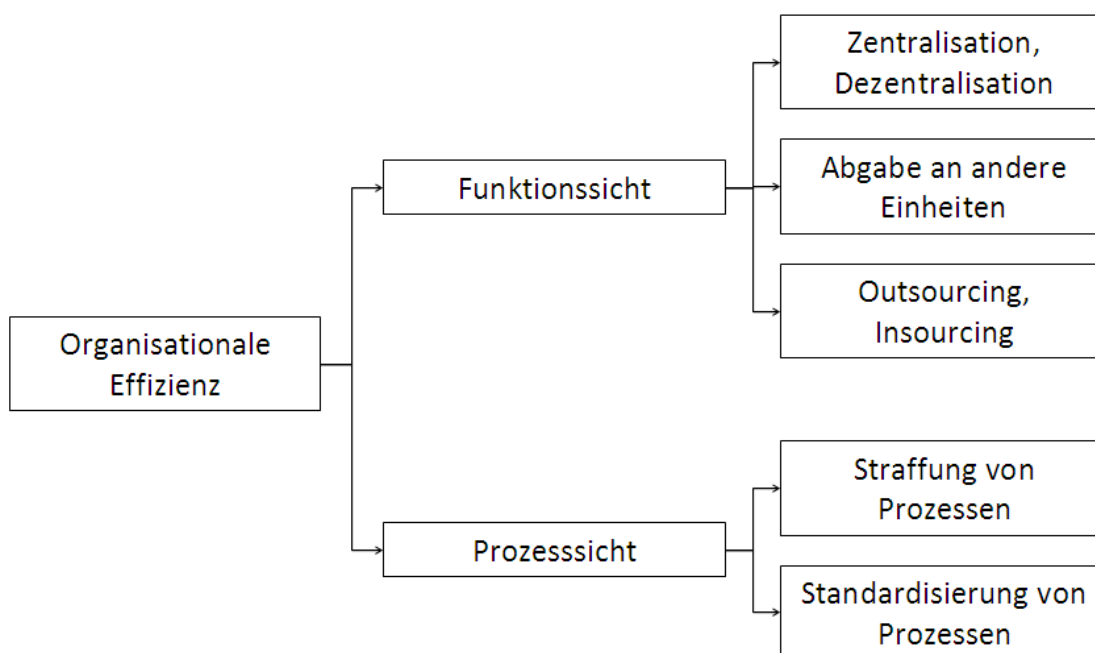 Zentralisation,
Dezentralisation
Funktionssicht
Abgabe an andere
Einheiten
Outsourcing,
Insourcing
Organisationale
Effizienz
Straffung von
Prozessen
Prozesssicht
Standardisierung von
Prozessen